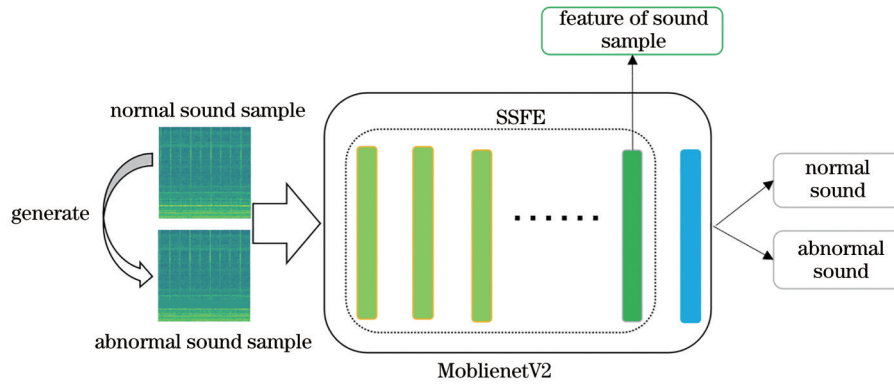 feature of sound
sample
normal sound sample
SSFE
generate
normal
sound
abnormal
sound
abnormal sound sample
MoblienetV2